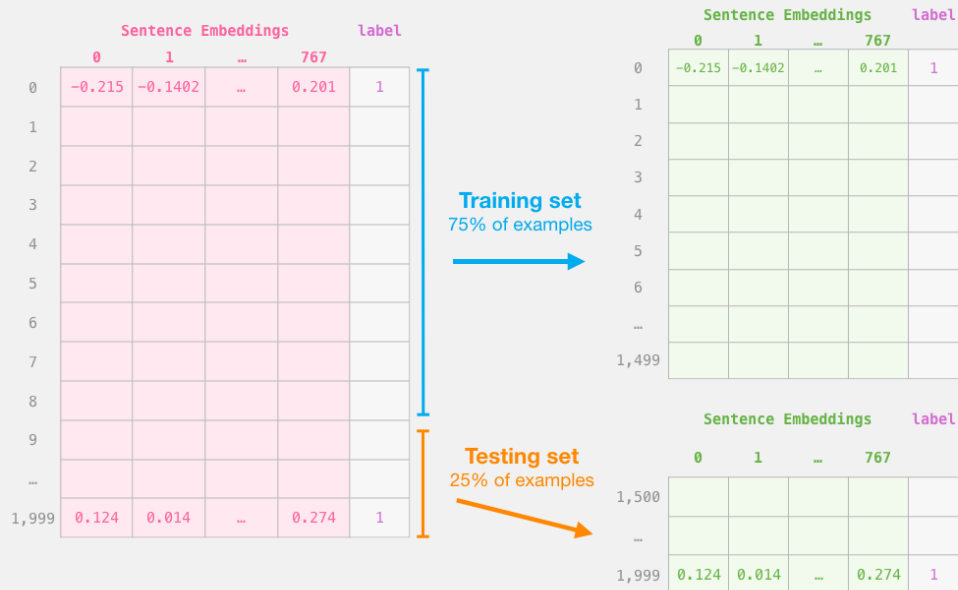 Sentence Embeddings label
0 1 … 767
0 -0.215 -0.1402 … 0.201 1
1
2
3
4
5
6
7
8
9
…
1,999 0.124 0.014 … 0.274 1
Training set
75% of examples
Testing set
25% of examples
Sentence Embeddings label
0 1 … 767
0 -0.215 -0.1402 … 0.201 1
1
2
3
4
5
6
…
1,499
Sentence Embeddings label
0 1 … 767
1,500
…
1,999 0.124 0.014 … 0.274 1